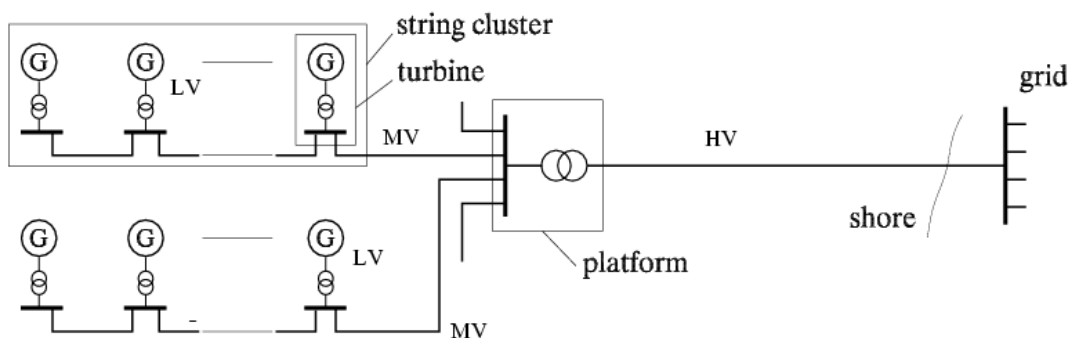 string cluster
G G G
turbine
LV
grid
MV
HV
shore
G G G
LV
platform
MV